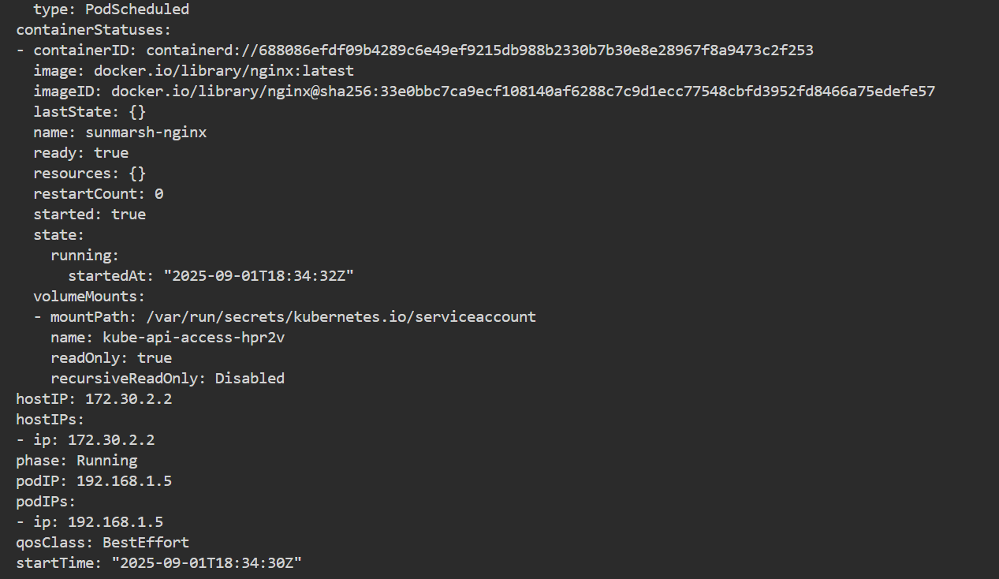 type: PodScheduled
containerStatuses:
- containerID: containerd://688086efdf09b4289c6e49ef9215db988b2330b7b30e8e28967f8a9473c2f253
  image: docker.io/library/nginx:latest
  imageID: docker.io/library/nginx@sha256:33e0bbc7ca9ecf108140af6288c7c9d1ecc77548cbfd3952fd8466a75edefe57
  lastState: {}
  name: sunmarsh-nginx
  ready: true
  resources: {}
  restartCount: 0
  started: true
  state:
    running:
      startedAt: "2025-09-01T18:34:32Z"
  volumeMounts:
  - mountPath: /var/run/secrets/kubernetes.io/serviceaccount
    name: kube-api-access-hpr2v
    readOnly: true
    recursiveReadOnly: Disabled
hostIP: 172.30.2.2
hostIPs:
- ip: 172.30.2.2
phase: Running
podIP: 192.168.1.5
podIPs:
- ip: 192.168.1.5
qosClass: BestEffort
startTime: "2025-09-01T18:34:30Z"